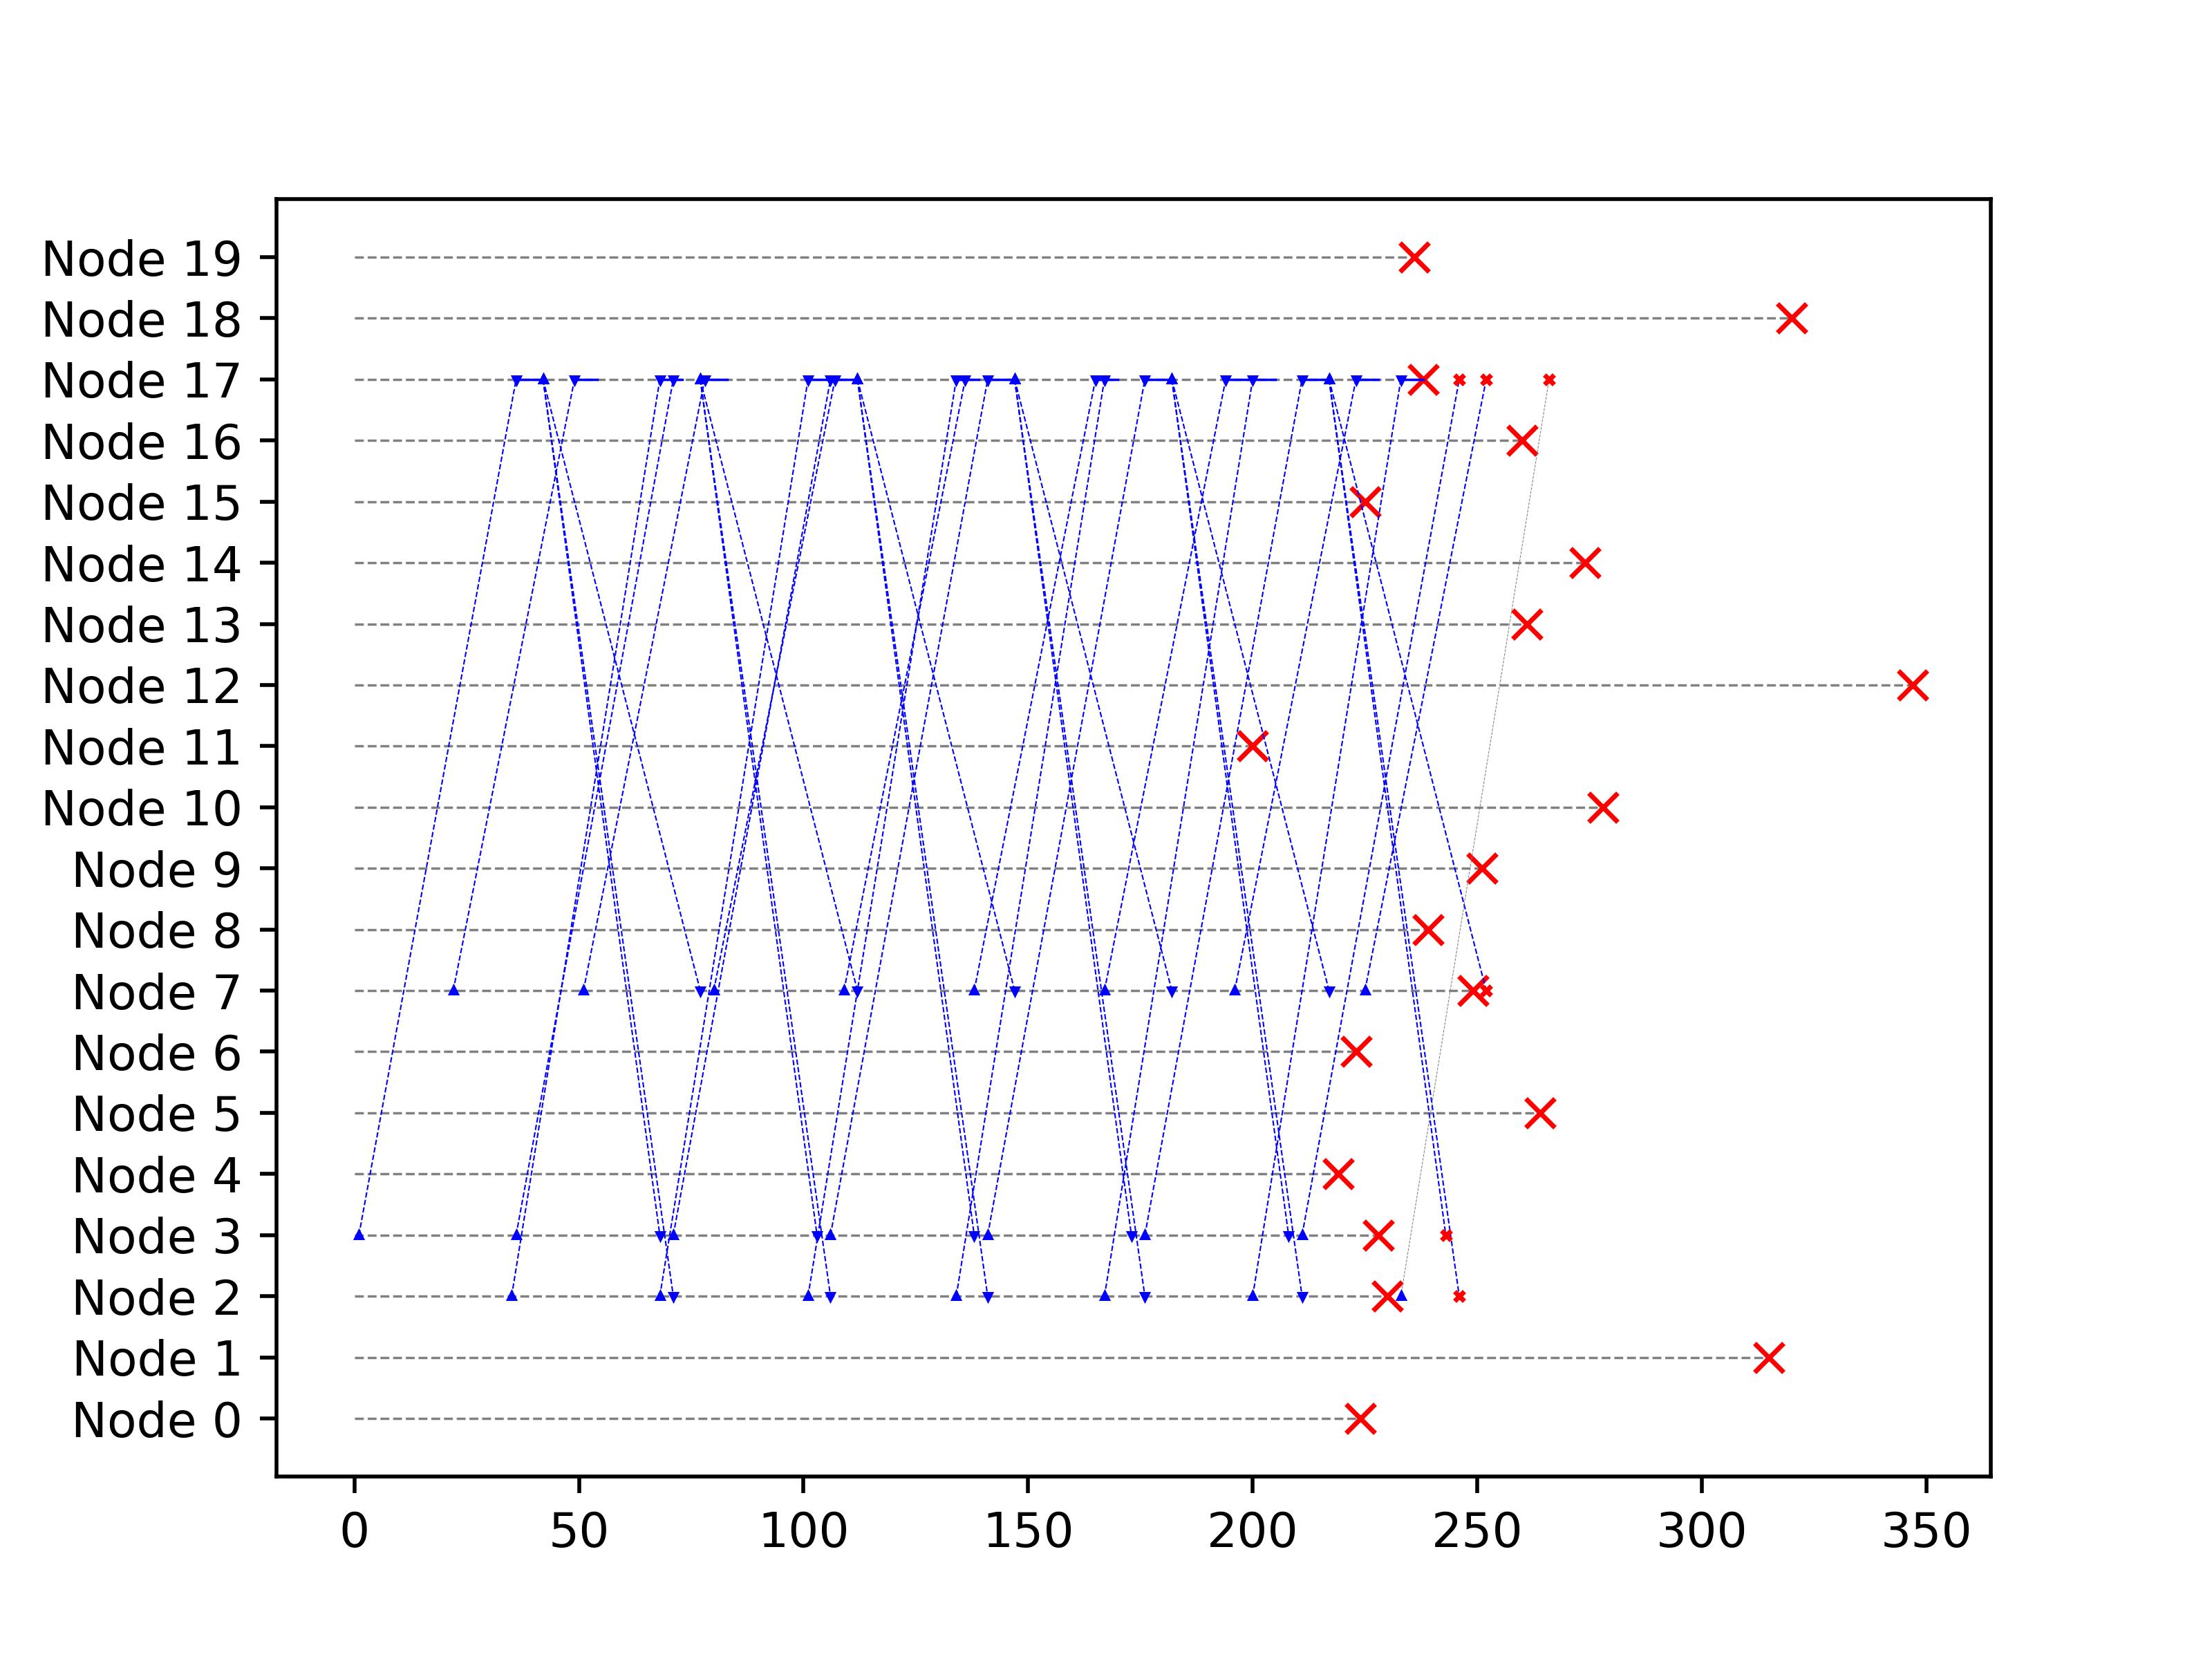 Node 19
Node 18
Node 17
Node 16
Node 15
Node 14
Node 13
Node 12
Node 11
Node 10
Node 9
Node 8
Node 7
Node 6
Node 5
Node 4
Node 3
Node 2
Node 1
Node 0
0 50 100 150 200 250 300 350